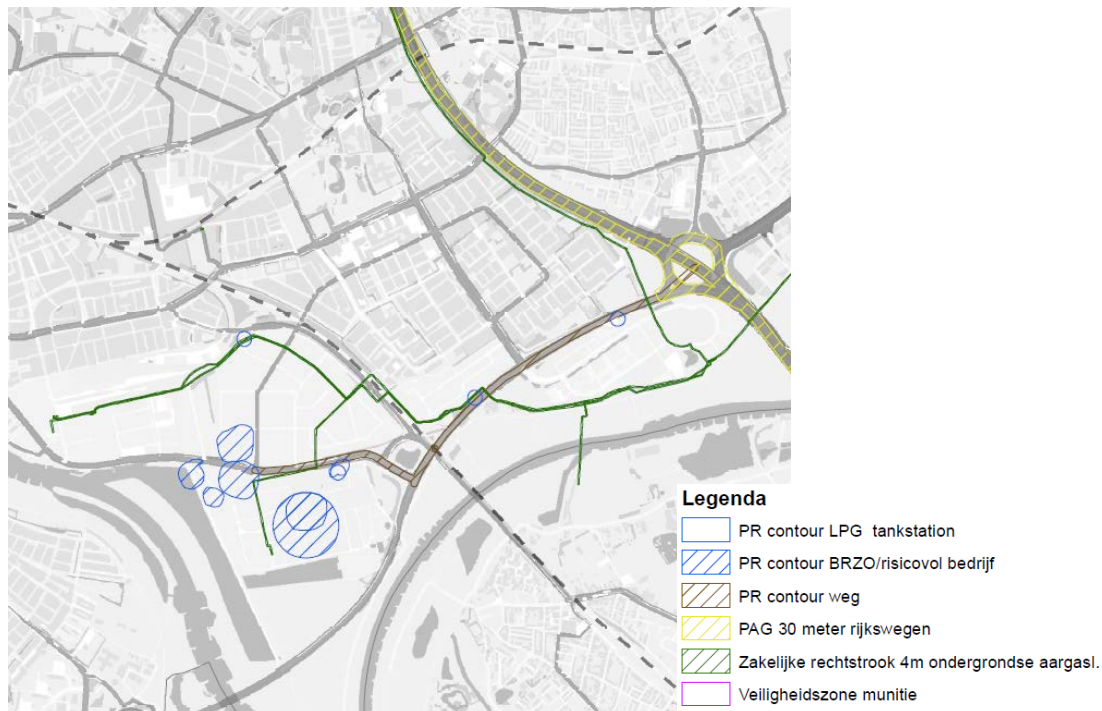 Legenda
PR contour LPG tankstation
PR contour BRZO/risicovol bedrijf
PR contour weg
PAG 30 meter rijkswegen
Zakelijke rechtstrook 4m ondergrondse aargasl.
Veiligheidszone munitie